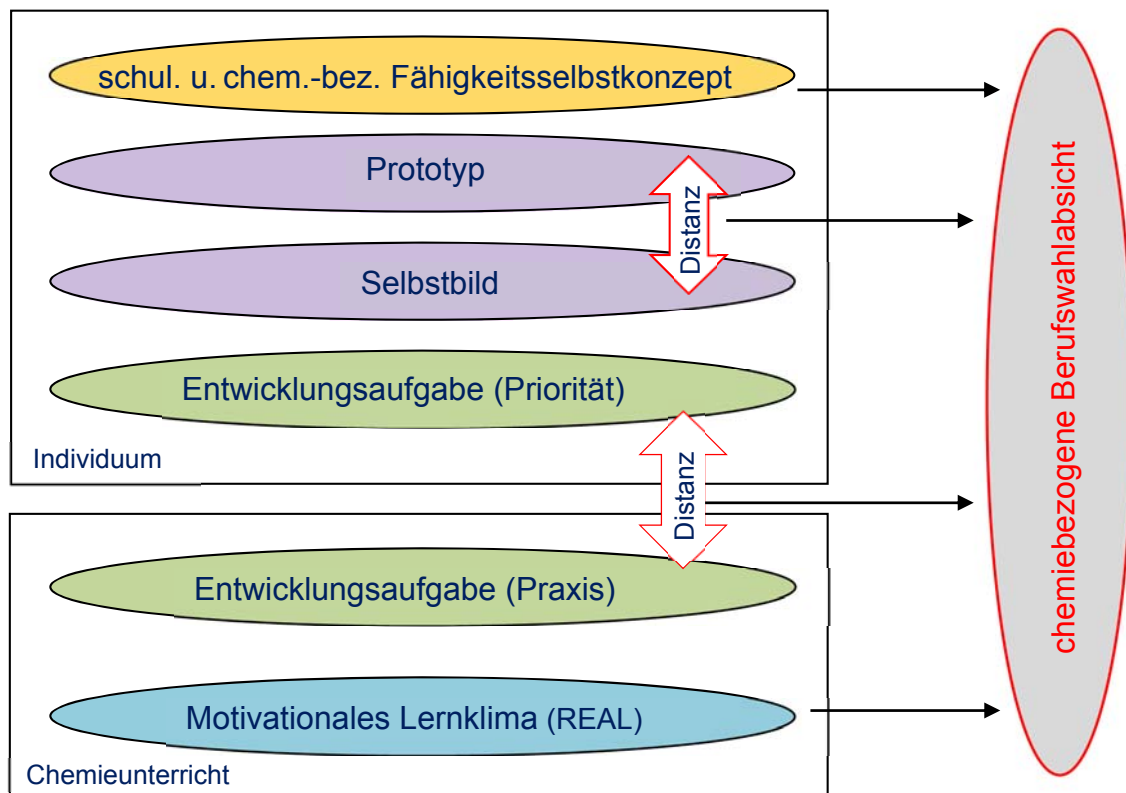 schul. u. chem.-bez. Fähigkeitsselbstkonzept
Prototyp
Distanz
Selbstbild
Entwicklungsaufgabe (Priorität)
Individuum
Distanz
Entwicklungsaufgabe (Praxis)
Motivationales Lernklima (REAL)
Chemieunterricht
chemiebezogene Berufswahlabsicht